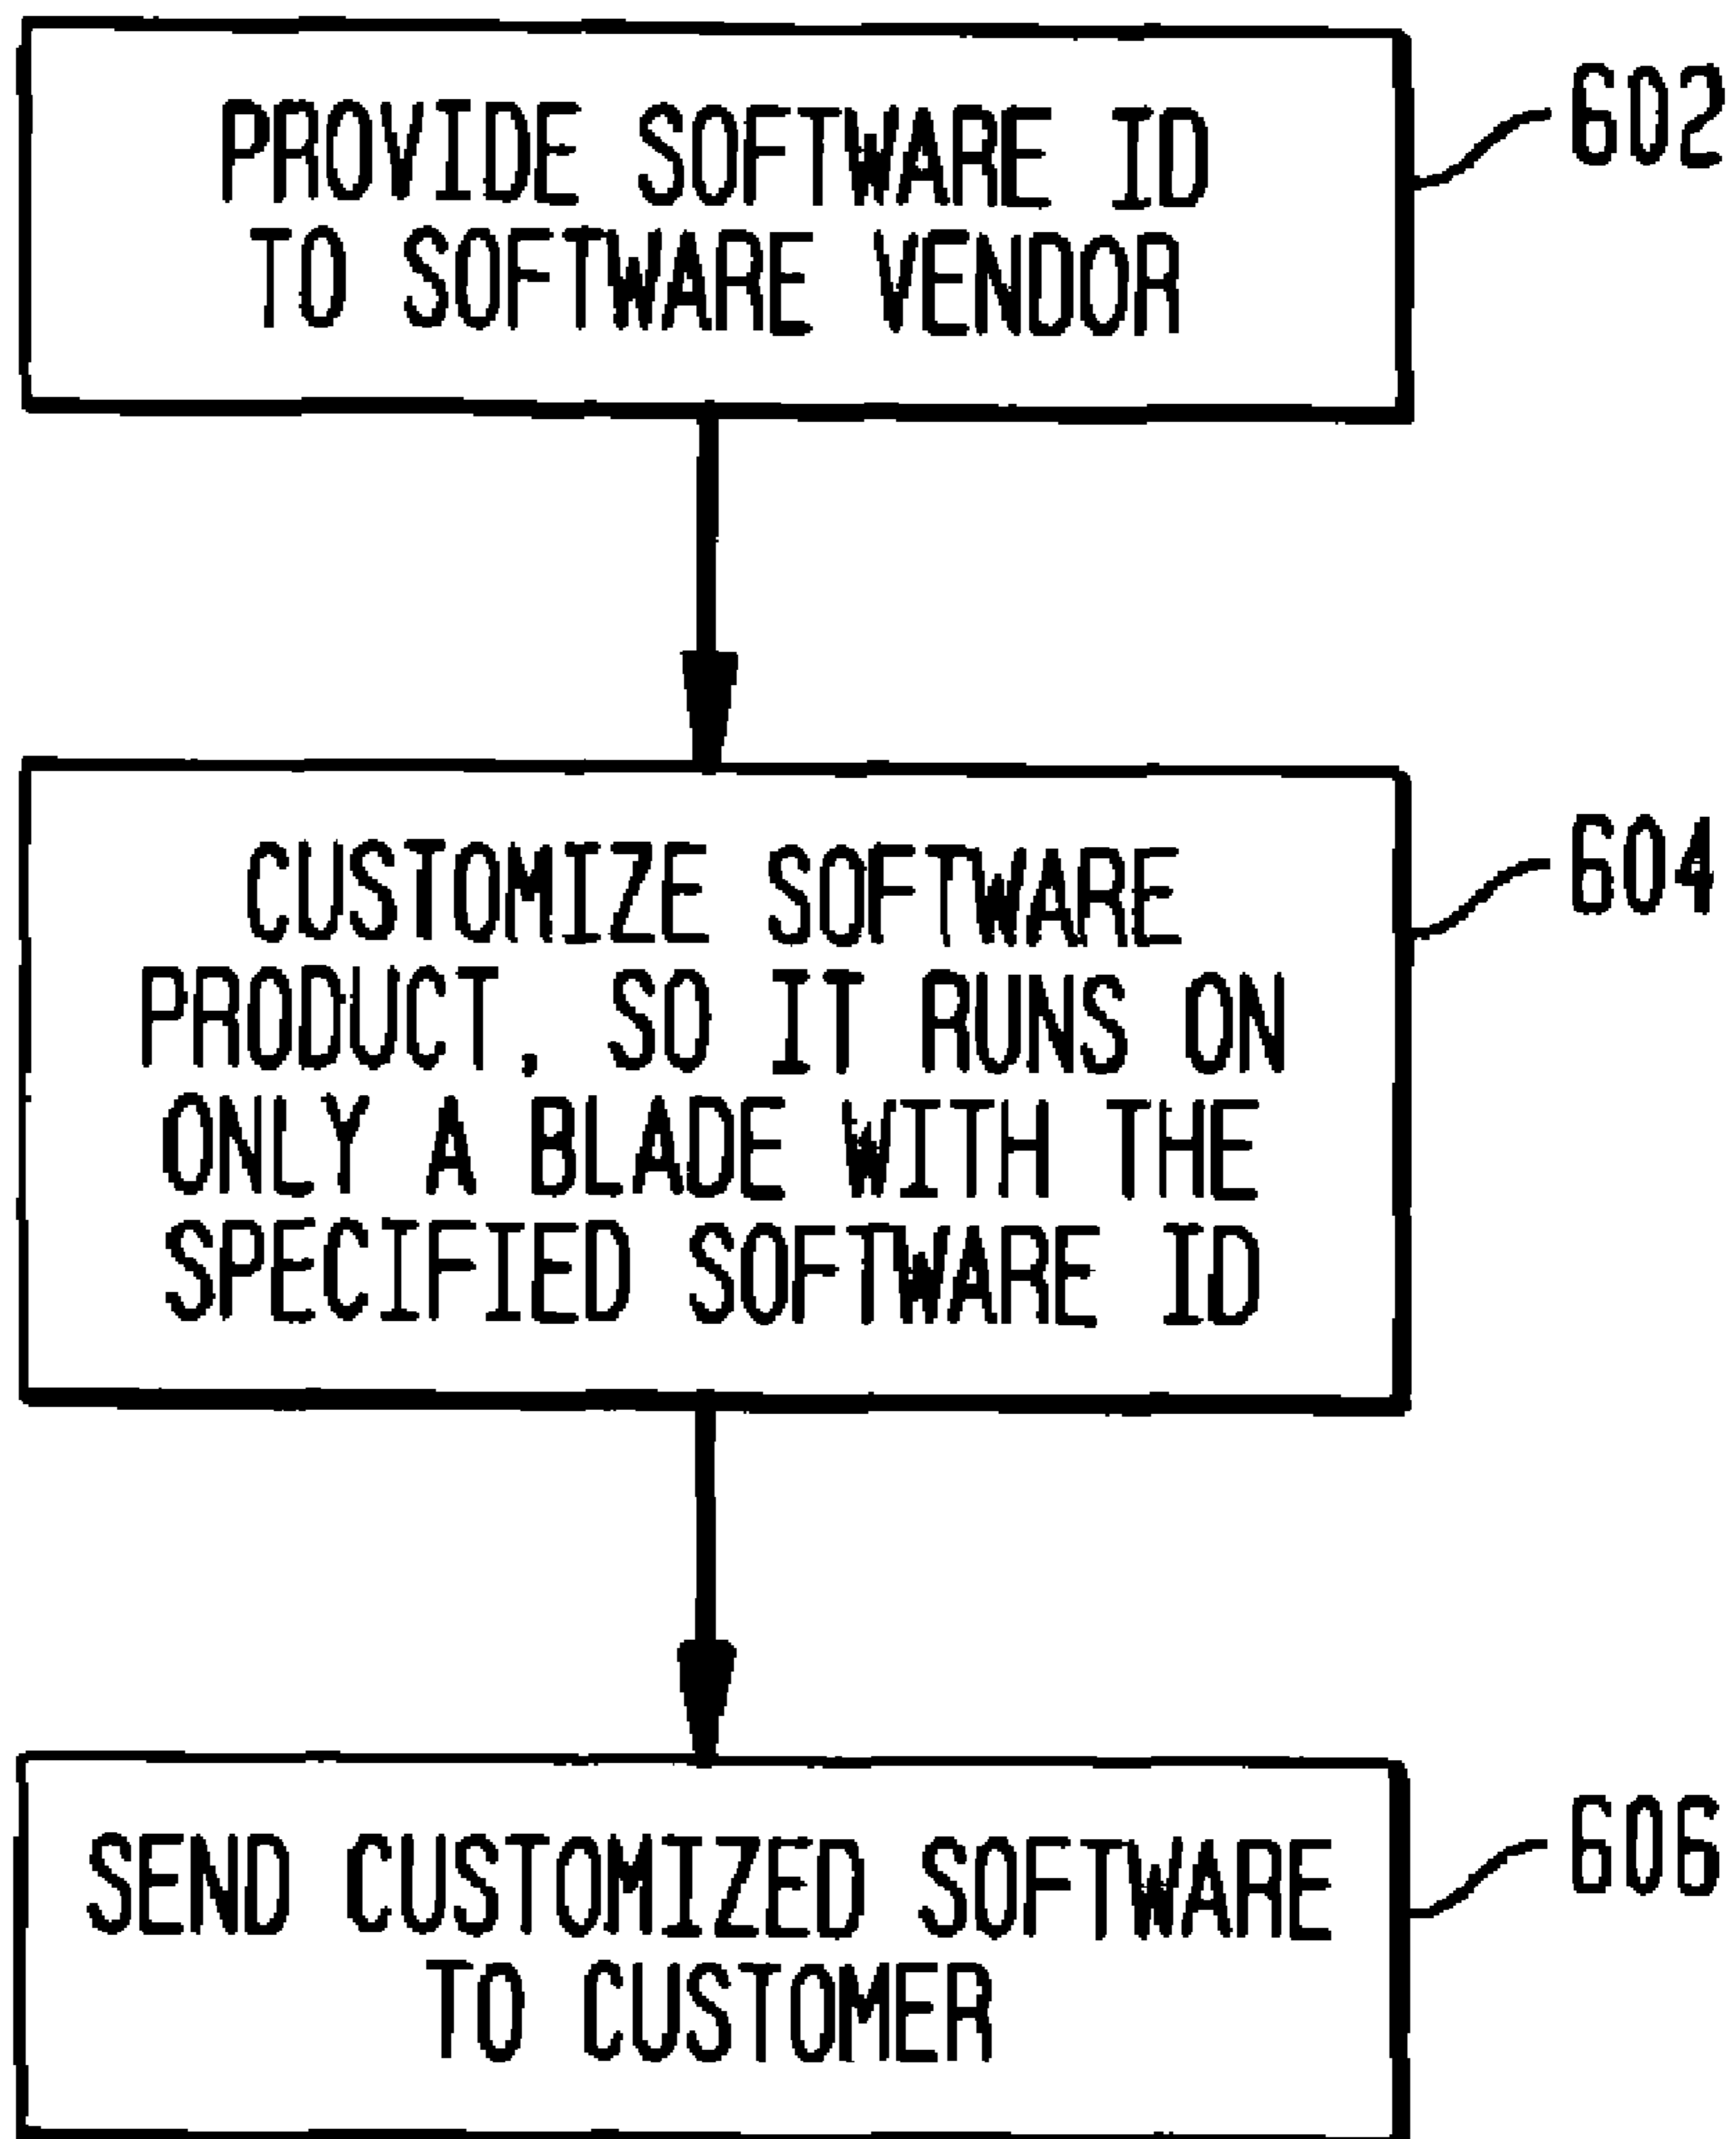 PROVIDE SOFTWARE ID
TO SOFTWARE VENDOR
602
CUSTOMIZE SOFTWARE
PRODUCT, SO IT RUNS ON
ONLY A BLADE WITH THE
SPECIFIED SOFTWARE ID
604
SEND CUSTOMIZED SOFTWARE
TO CUSTOMER
606